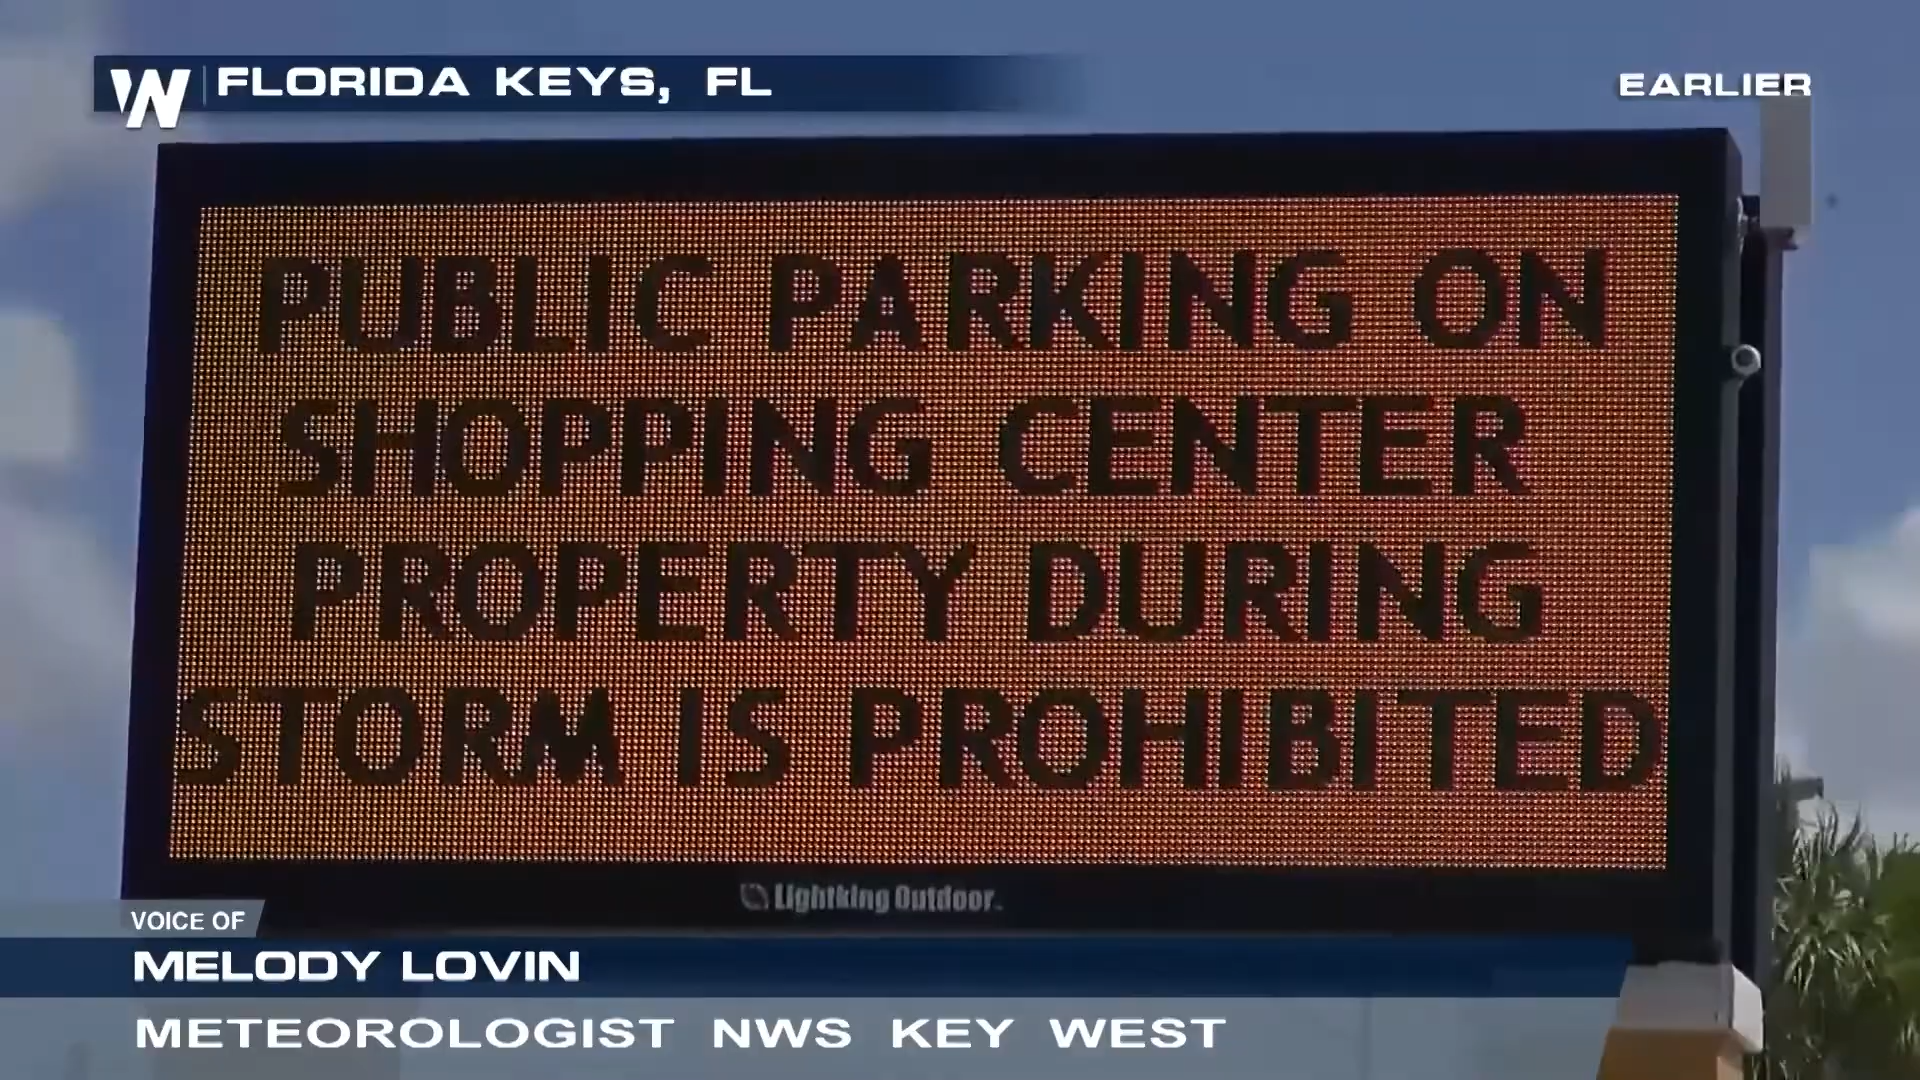 W FLORIDA KEYS, FL
EARLIER
PUBLIC PARKING ON
SHOPPING CENTER
PROPERTY DURING
STORM IS PROHIBITED
Lightking Outdoor
VOICE OF
MELODY LOVIN
METEOROLOGIST NWS KEY WEST